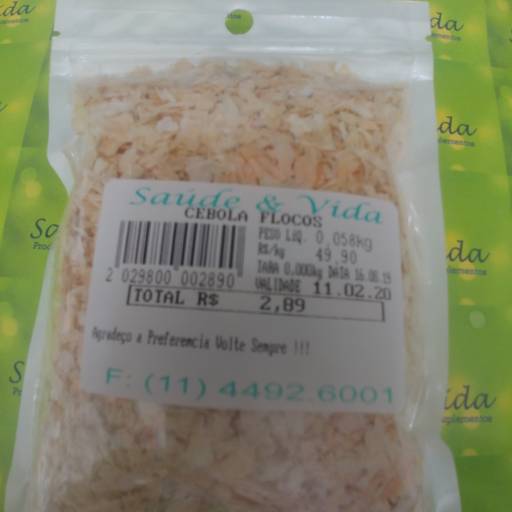 Saúde & Vida
CEBOLA FLOCOS
PESO LIQ. 0,058kg
R$/kg 49,90
TARA 0,000kg DATA 16.08.19
VALIDADE 11.02.20
2 029800 002890
TOTAL R$ 2,89
Agradeço a Preferencia Volte Sempre !!!
F: (11) 4492.6001